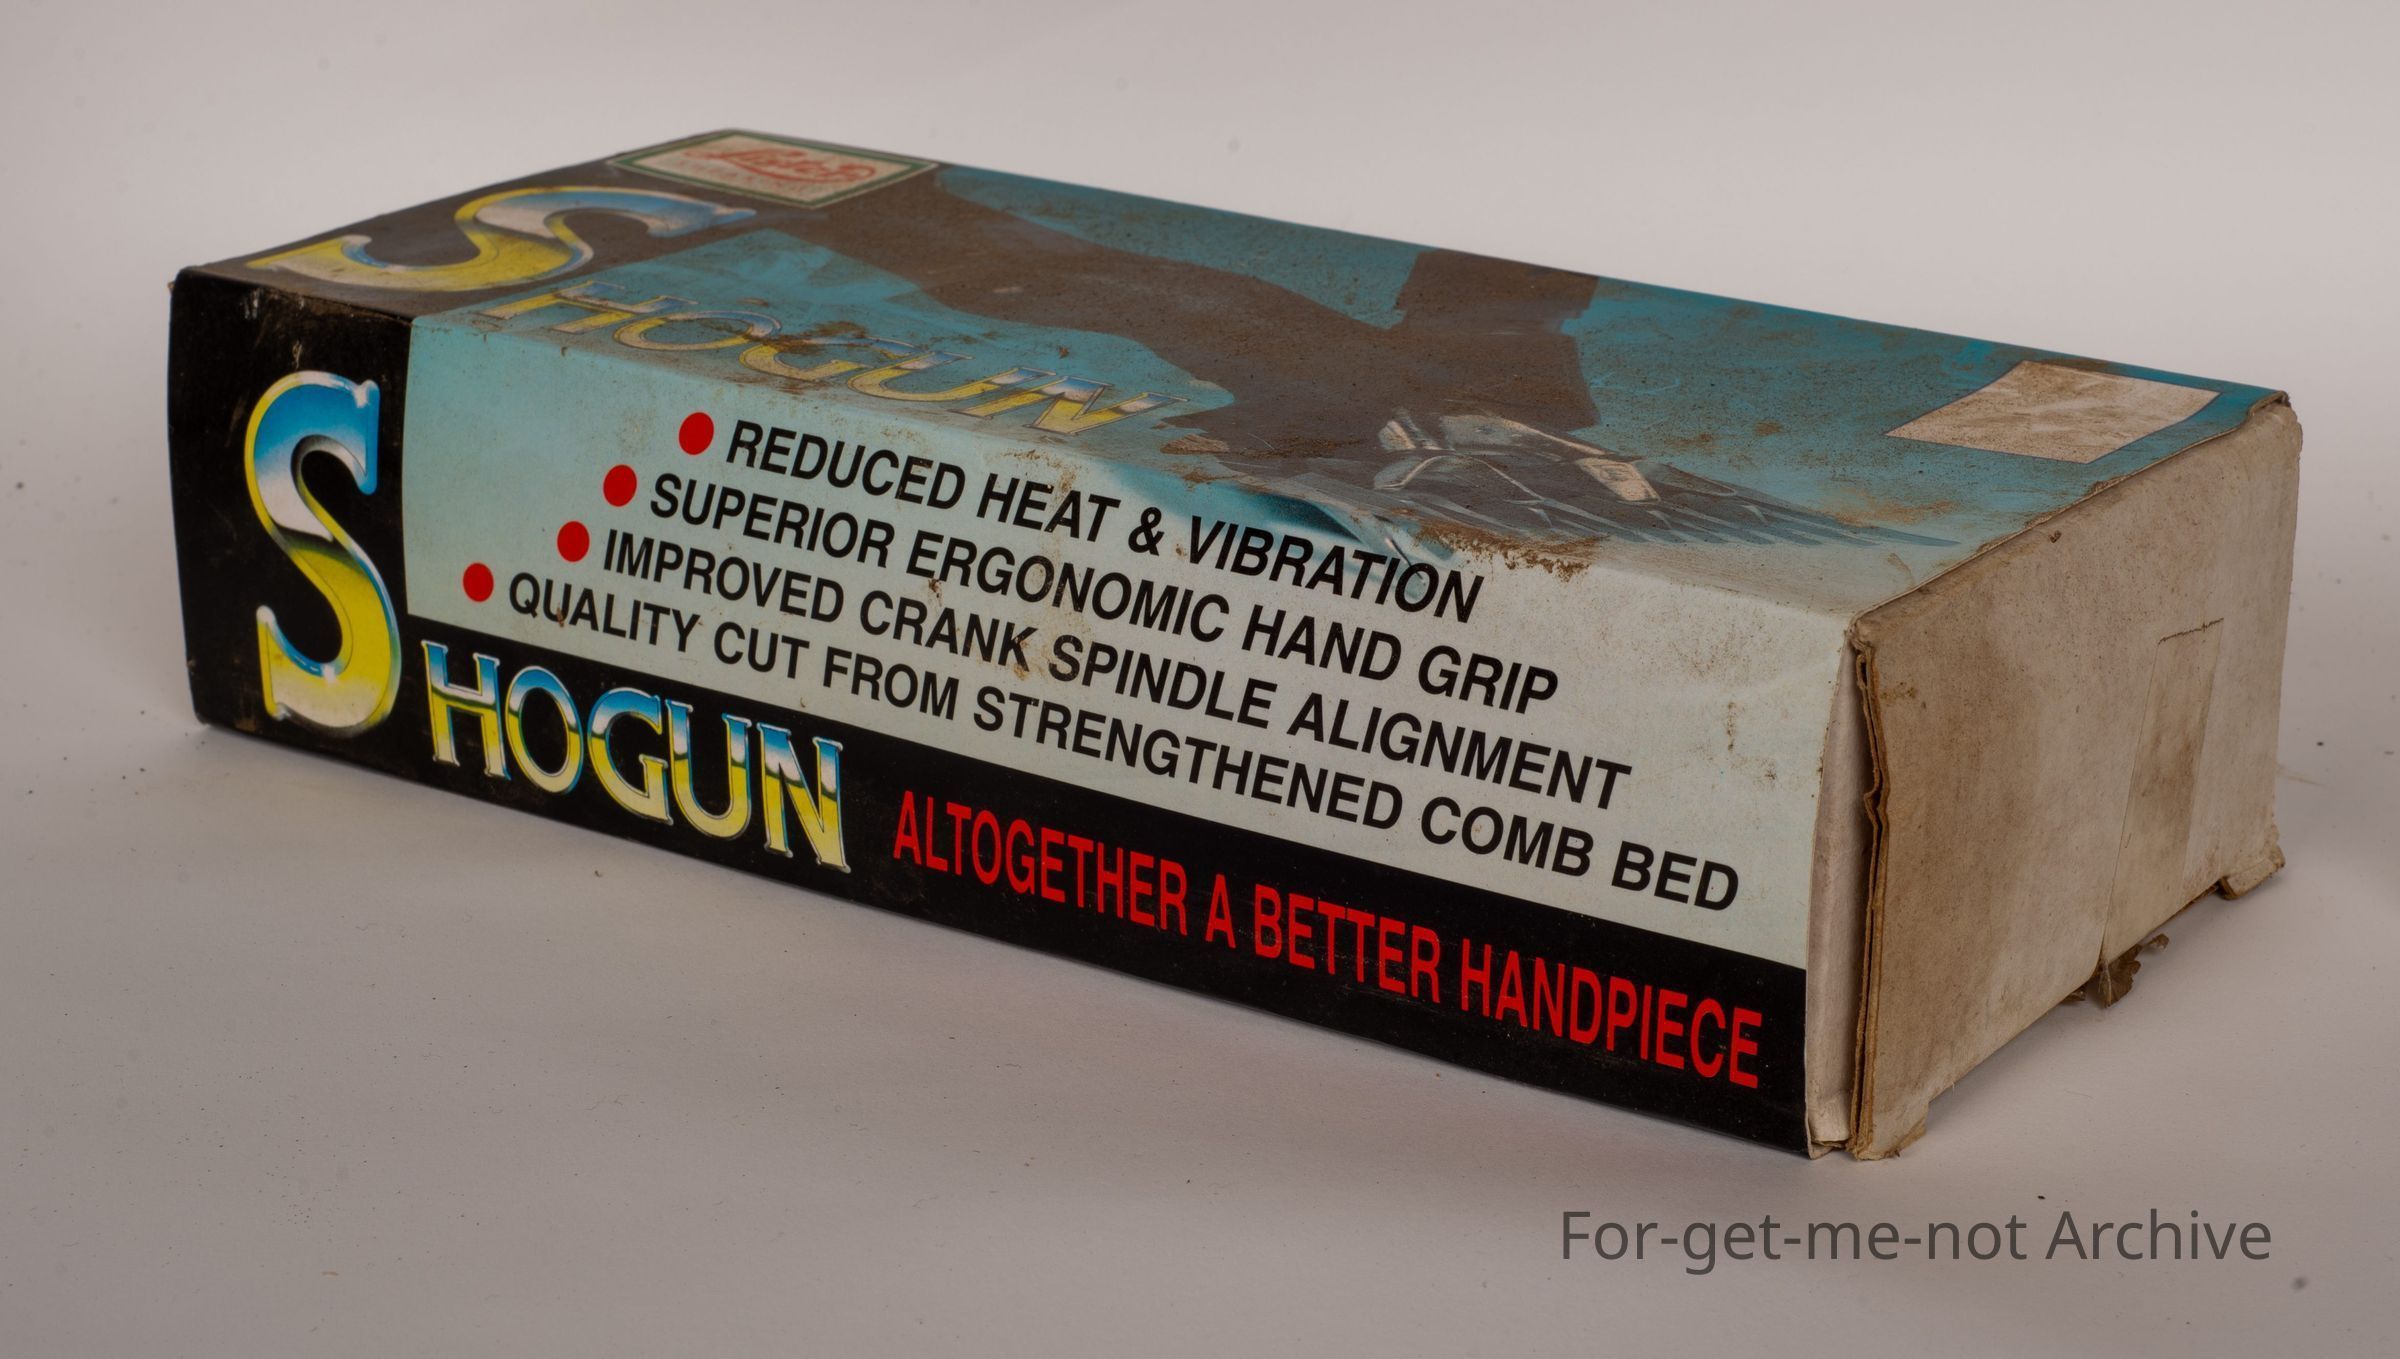 Lister
SHOGUN
REDUCED HEAT & VIBRATION
SUPERIOR ERGONOMIC HAND GRIP
IMPROVED CRANK SPINDLE ALIGNMENT
QUALITY CUT FROM STRENGTHENED COMB BED
SHOGUN
ALTOGETHER A BETTER HANDPIECE
For-get-me-not Archive